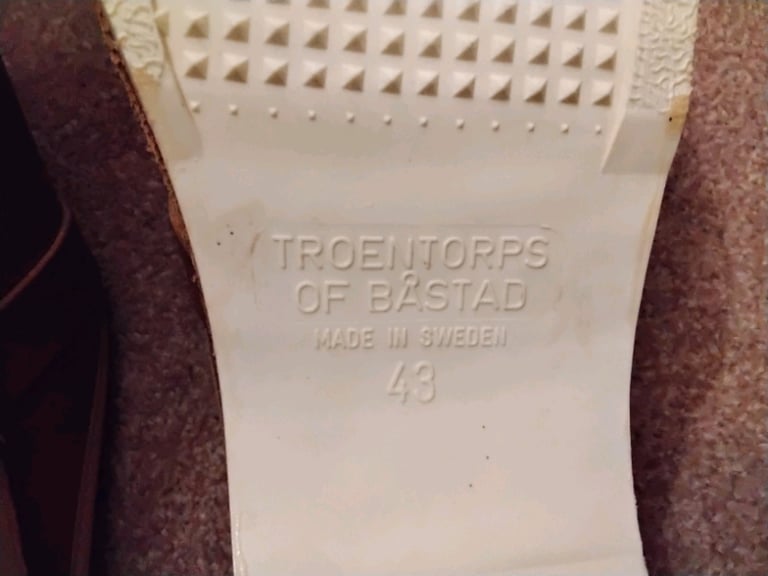 TROENTORPS
OF BÅSTAD
MADE IN SWEDEN
43